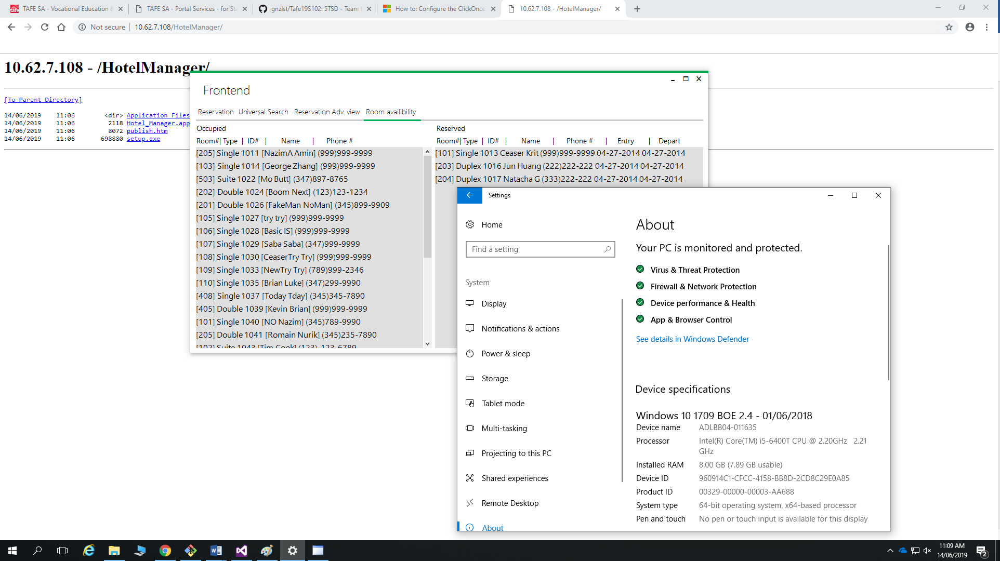 TAFE SA - Vocational Education &
TAFE SA - Portal Services - for Sta
gnzlst/Tafe19S102: 5TSD - Team
How to: Configure the ClickOnce
10.62.7.108 - /HotelManager/
Not secure
10.62.7.108/HotelManager/
10.62.7.108 - /HotelManager/
[To Parent Directory]
14/06/2019 11:06 <dir> Application Files
14/06/2019 11:06 2118 Hotel_Manager.app
14/06/2019 11:06 8072 publish.htm
14/06/2019 11:06 698880 setup.exe
Frontend
Reservation Universal Search Reservation Adv. view Room availibility
Occupied
Room#| Type | ID# | Name | Phone #
[205] Single 1011 [NazimA Amin] (999)999-9999
[103] Single 1014 [George Zhang] (999)999-9999
[503] Suite 1022 [Mo Butt] (347)897-8765
[202] Double 1024 [Boom Next] (123)123-1234
[201] Double 1026 [FakeMan NoMan] (345)899-9909
[105] Single 1027 [try try] (999)999-9999
[106] Single 1028 [Basic IS] (999)999-9999
[107] Single 1029 [Saba Saba] (347)999-9999
[108] Single 1030 [CeaserTry Try] (999)999-9999
[109] Single 1033 [NewTry Try] (789)999-2346
[110] Single 1035 [Brian Luke] (347)299-9990
[408] Single 1037 [Today Tday] (345)345-7890
[405] Double 1039 [Kevin Brian] (999)999-9999
[101] Single 1040 [NO Nazim] (345)789-9990
[205] Double 1041 [Romain Nurik] (345)235-7890
[102] Suite 1043 [Tim Cook] (123) 123-6789
Reserved
Room#| Type | ID# | Name | Phone # | Entry | Depart
[101] Single 1013 Ceaser Krit (999)999-9999 04-27-2014 04-27-2014
[203] Duplex 1016 Jun Huang (222)222-222 04-27-2014 04-27-2014
[204] Duplex 1017 Natacha G (333)222-222 04-27-2014 04-27-2014
Settings
Home
Find a setting
System
Display
Notifications & actions
Power & sleep
Storage
Tablet mode
Multi-tasking
Projecting to this PC
Shared experiences
Remote Desktop
About
About
Your PC is monitored and protected.
Virus & Threat Protection
Firewall & Network Protection
Device performance & Health
App & Browser Control
See details in Windows Defender
Device specifications
Windows 10 1709 BOE 2.4 - 01/06/2018
Device name ADLBB04-011635
Processor Intel(R) Core(TM) i5-6400T CPU @ 2.20GHz 2.21
GHz
Installed RAM 8.00 GB (7.89 GB usable)
Device ID 960914C1-CFCC-4158-BB8D-2CD8C29E0A85
Product ID 00329-00000-00003-AA688
System type 64-bit operating system, x64-based processor
Pen and touch No pen or touch input is available for this display
11:09 AM
14/06/2019
2